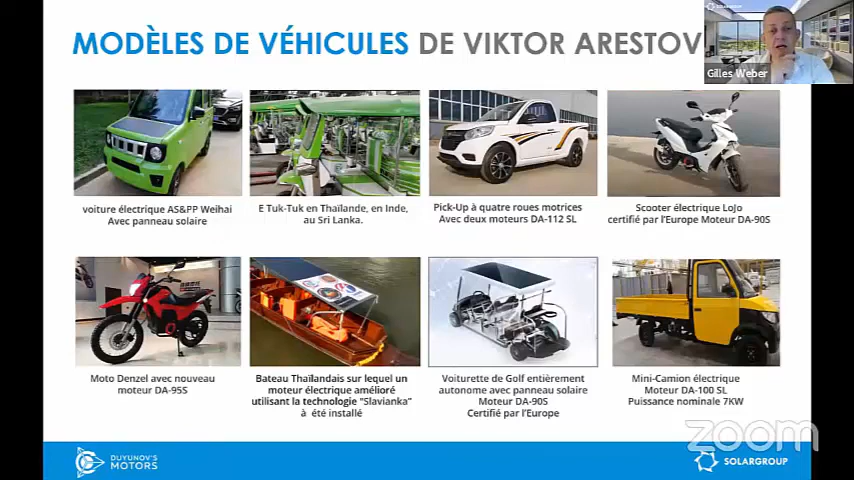 MODÈLES DE VÉHICULES DE VIKTOR ARESTOV
SOLARGROUP
Gilles Weber
voiture électrique AS&PP Weihai
Avec panneau solaire
E Tuk-Tuk en Thaïlande, en Inde,
au Sri Lanka.
Pick-Up à quatre roues motrices
Avec deux moteurs DA-112 SL
Scooter électrique LoJo
certifié par l'Europe Moteur DA-90S
Moto Denzel avec nouveau
moteur DA-95S
Bateau Thaïlandais sur lequel un
moteur électrique amélioré
utilisant la technologie "Slavianka"
à été installé
Voiturette de Golf entièrement
autonome avec panneau solaire
Moteur DA-90S
Certifié par l'Europe
Mini-Camion électrique
Moteur DA-100 SL
Puissance nominale 7KW
zoom
DUYUNOV'S
MOTORS
SOLARGROUP